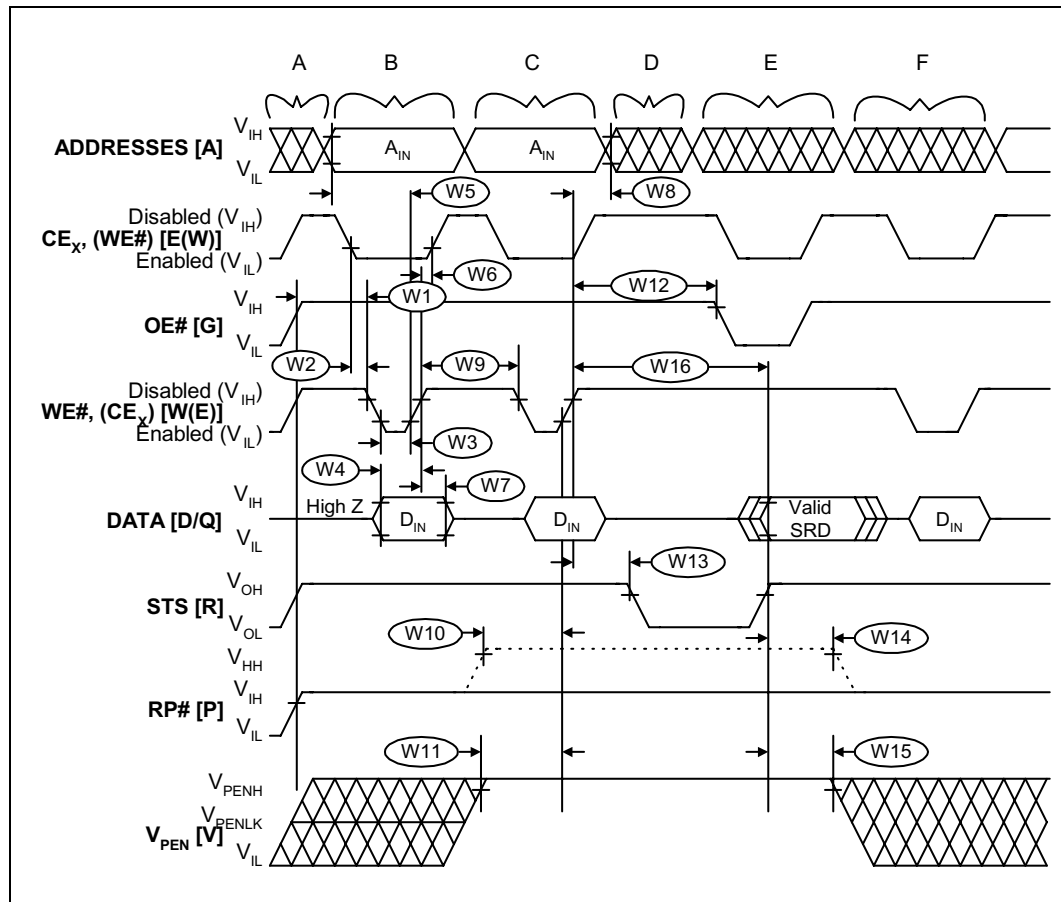 A B C D E F
V_IH
ADDRESSES [A]
V_IL
A_IN A_IN
W5 W8
Disabled (V_IH)
CE_X, (WE#) [E(W)]
Enabled (V_IL)
W6
W1 W12
V_IH
OE# [G]
V_IL
W2 W9 W16
Disabled (V_IH)
WE#, (CE_X) [W(E)]
Enabled (V_IL)
W3
W4 W7
V_IH
High Z
DATA [D/Q]
V_IL
D_IN D_IN Valid SRD D_IN
W13
V_OH
STS [R]
V_OL
W10 W14
V_HH
V_IH
RP# [P]
V_IL
W11 W15
V_PENH
V_PENLK
V_PEN [V]
V_IL